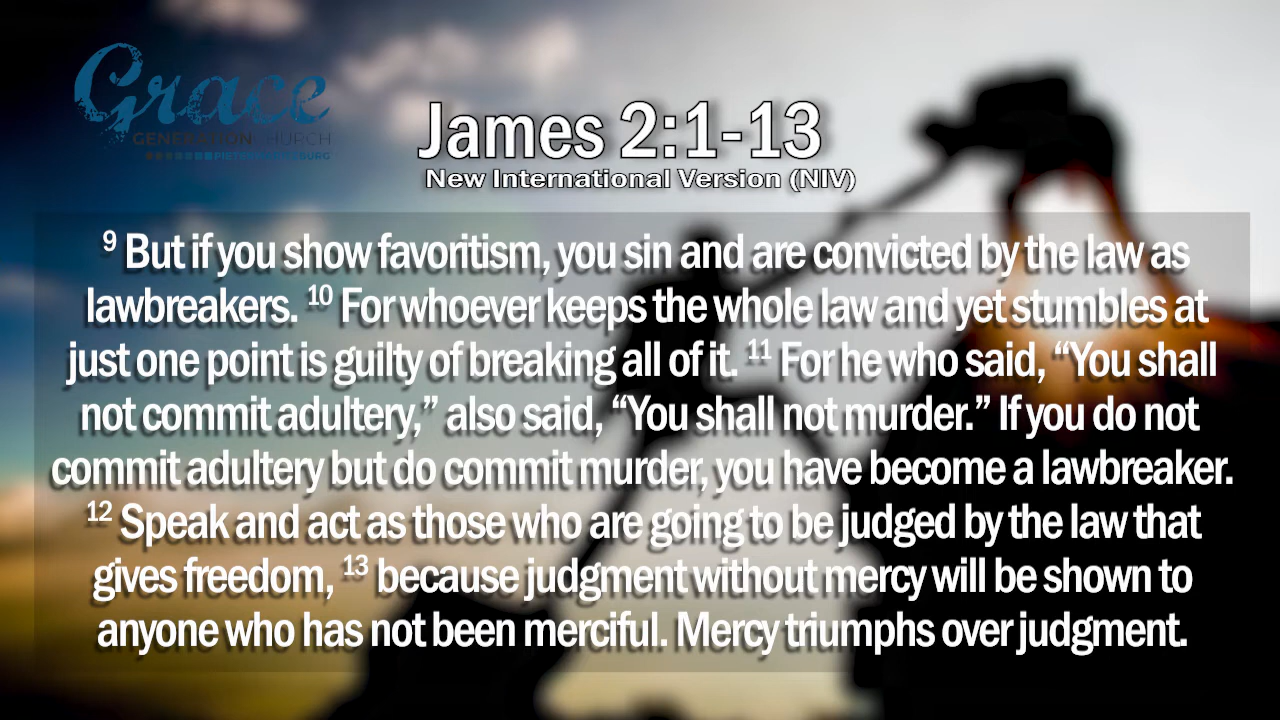 Grace
GENERATION CHURCH
PIETERMARITZBURG
James 2:1-13
New International Version (NIV)
9 But if you show favoritism, you sin and are convicted by the law as
lawbreakers. 10 For whoever keeps the whole law and yet stumbles at
just one point is guilty of breaking all of it. 11 For he who said, “You shall
not commit adultery,” also said, “You shall not murder.” If you do not
commit adultery but do commit murder, you have become a lawbreaker.
12 Speak and act as those who are going to be judged by the law that
gives freedom, 13 because judgment without mercy will be shown to
anyone who has not been merciful. Mercy triumphs over judgment.